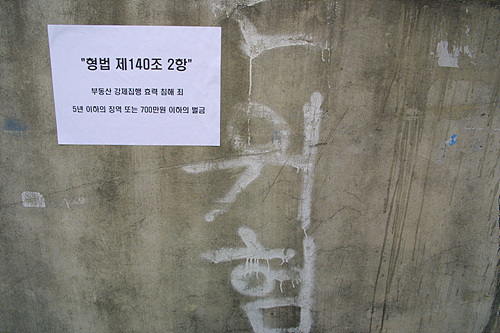 "형법 제140조 2항"
부동산 강제집행 효력 침해 죄
5년 이하의 징역 또는 700만원 이하의 벌금
위
험